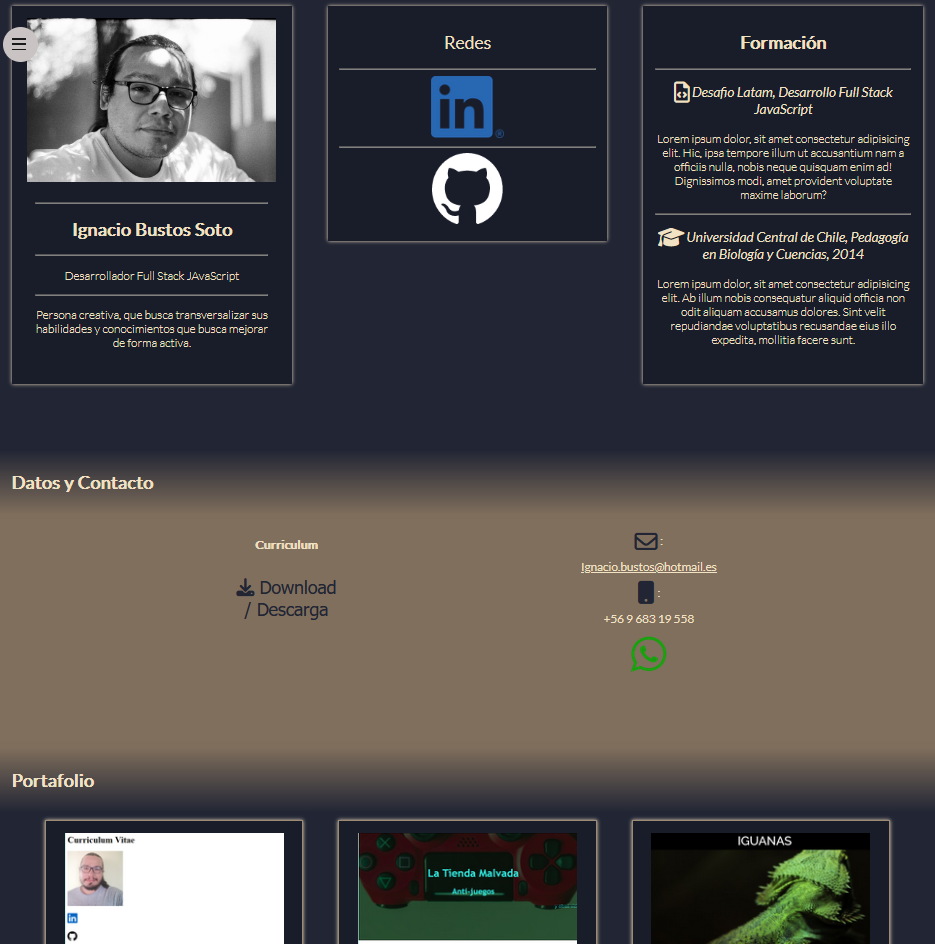 Ignacio Bustos Soto
Desarrollador Full Stack JAvaScript
Persona creativa, que busca transversalizar sus
habilidades y conocimientos que busca mejorar
de forma activa.
Redes
in
Formación
Desafio Latam, Desarrollo Full Stack
JavaScript
Lorem ipsum dolor, sit amet consectetur adipisicing
elit. Hic, ipsa tempore illum ut accusantium nam a
officiis nulla, nobis neque quisquam enim ad!
Dignissimos modi, amet provident voluptate
maxime laborum?
Universidad Central de Chile, Pedagogía
en Biología y Cuencias, 2014
Lorem ipsum dolor, sit amet consectetur adipisicing
elit. Ab illum nobis consequatur aliquid officia non
odit aliquam accusamus dolores. Sint velit
repudiandae voluptatibus recusandae eius illo
expedita, mollitia facere sunt.
Datos y Contacto
Curriculum
Download
/ Descarga
:
Ignacio.bustos@hotmail.es
:
+56 9 683 19 558
Portafolio
Curriculum Vitae
in
La Tienda Malvada
Anti-juegos
IGUANAS